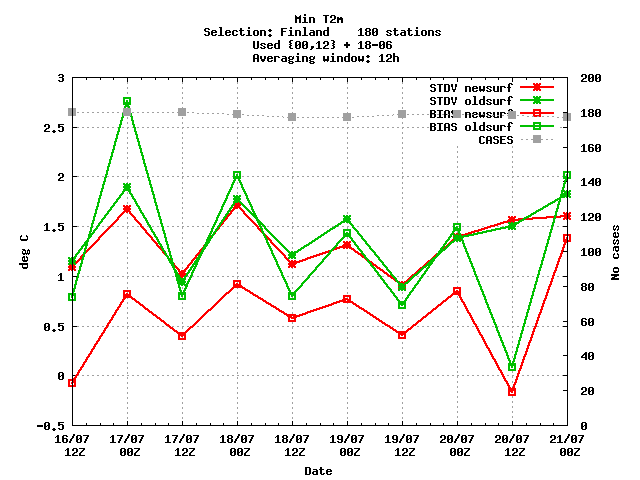 Min T2m
Selection: Finland    180 stations
Used {00,12} + 18-06
Averaging window: 12h
3
2.5
2
1.5
1
0.5
0
-0.5
deg C
200
180
160
140
120
100
80
60
40
20
0
No cases
STDV newsurf
STDV oldsurf
BIAS newsurf
BIAS oldsurf
CASES
16/07 17/07 17/07 18/07 18/07 19/07 19/07 20/07 20/07 21/07
12Z 00Z 12Z 00Z 12Z 00Z 12Z 00Z 12Z 00Z
Date